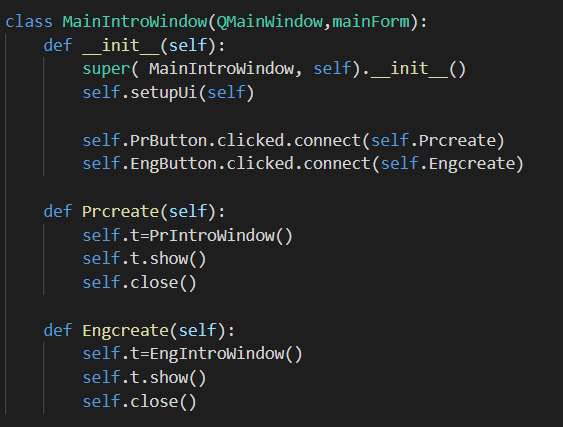 class MainIntroWindow(QMainWindow,mainForm):
    def __init__(self):
        super( MainIntroWindow, self).__init__()
        self.setupUi(self)

        self.PrButton.clicked.connect(self.Prcreate)
        self.EngButton.clicked.connect(self.Engcreate)

    def Prcreate(self):
        self.t=PrIntroWindow()
        self.t.show()
        self.close()

    def Engcreate(self):
        self.t=EngIntroWindow()
        self.t.show()
        self.close()